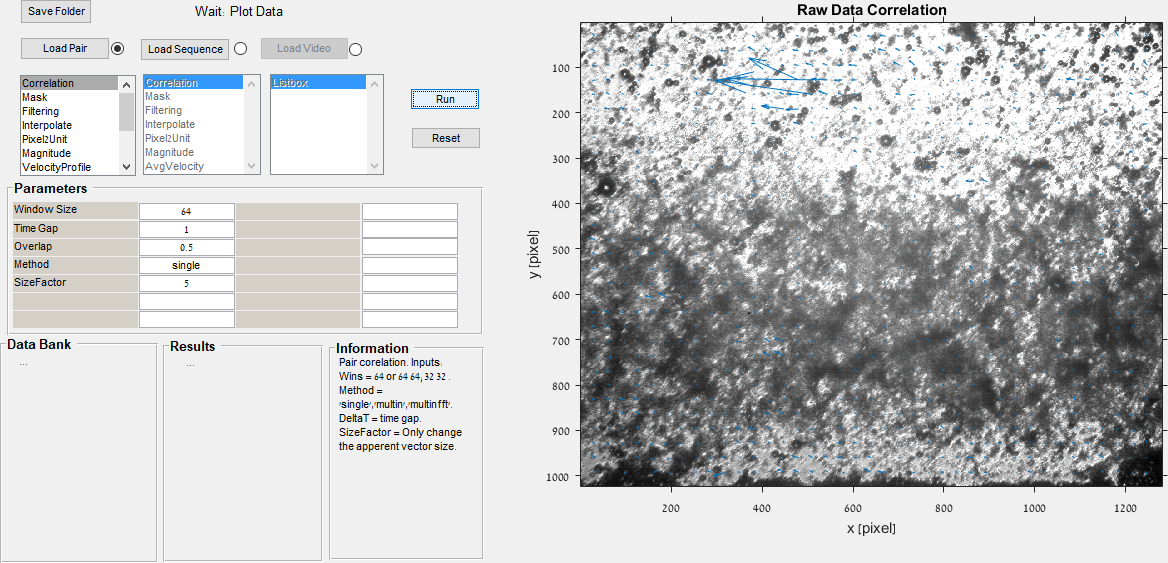 Save Folder
Wait: Plot Data
Load Pair
Load Sequence
Load Video
Correlation
Mask
Filtering
Interpolate
Pixel2Unit
Magnitude
VelocityProfile
Correlation
Mask
Filtering
Interpolate
Pixel2Unit
Magnitude
AvgVelocity
Listbox
Run
Reset
Parameters
Window Size 64
Time Gap 1
Overlap 0.5
Method single
SizeFactor 5
Data Bank
...
Results
...
Information
Pair corelation. Inputs:
Wins = 64 or 64 64, 32 32 .
Method =
'single','multin','multinfft'.
DeltaT = time gap.
SizeFactor = Only change
the apperent vector size.
Raw Data Correlation
y [pixel]
100
200
300
400
500
600
700
800
900
1000
200 400 600 800 1000 1200
x [pixel]